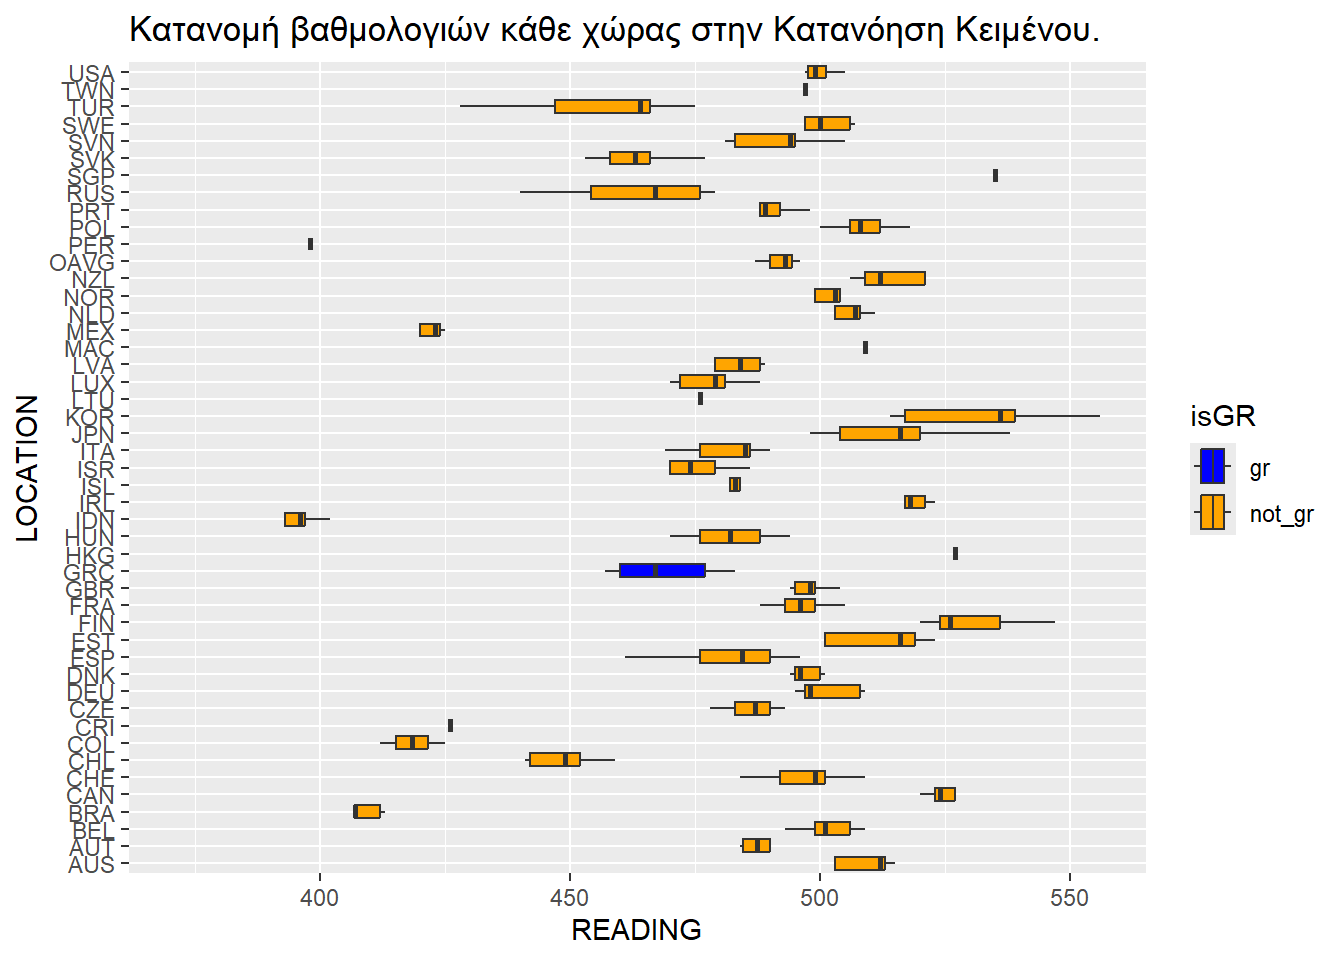 Κατανομή βαθμολογιών κάθε χώρας στην Κατανόηση Κειμένου.
USA
TWN
TUR
SWE
SVN
SVK
SGP
RUS
PRT
POL
PER
OAVG
NZL
NOR
NLD
MEX
MAC
LVA
LUX
LTU
KOR
JPN
ITA
ISR
ISL
IRL
IDN
HUN
HKG
GRC
GBR
FRA
FIN
EST
ESP
DNK
DEU
CZE
CRI
COL
CHL
CHE
CAN
BRA
BEL
AUT
AUS
LOCATION
400 450 500 550
READING
isGR
gr
not_gr